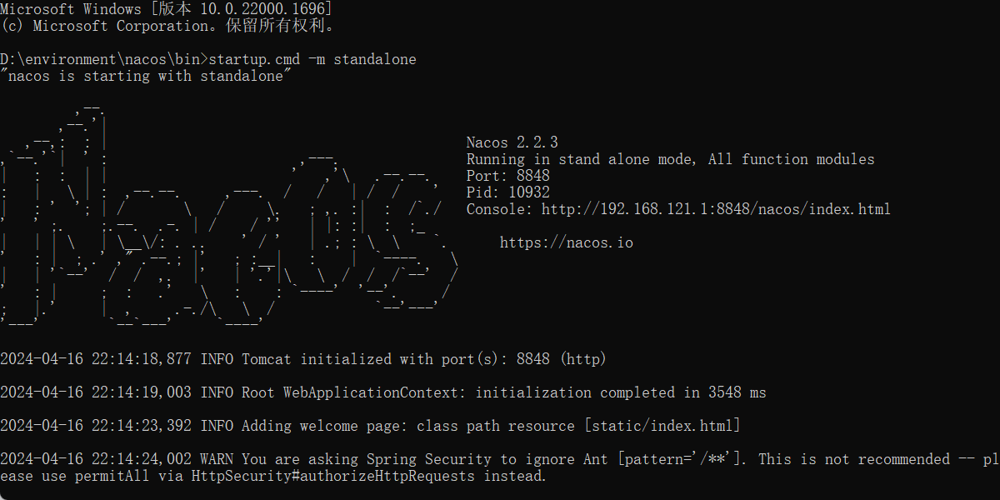 Microsoft Windows [版本 10.0.22000.1696]
(c) Microsoft Corporation。保留所有权利。
D:\environment\nacos\bin>startup.cmd -m standalone
"nacos is starting with standalone"
Nacos 2.2.3
Running in stand alone mode, All function modules
Port: 8848
Pid: 10932
Console: http://192.168.121.1:8848/nacos/index.html
https://nacos.io
2024-04-16 22:14:18,877 INFO Tomcat initialized with port(s): 8848 (http)
2024-04-16 22:14:19,003 INFO Root WebApplicationContext: initialization completed in 3548 ms
2024-04-16 22:14:23,392 INFO Adding welcome page: class path resource [static/index.html]
2024-04-16 22:14:24,002 WARN You are asking Spring Security to ignore Ant [pattern='/**']. This is not recommended -- pl
ease use permitAll via HttpSecurity#authorizeHttpRequests instead.